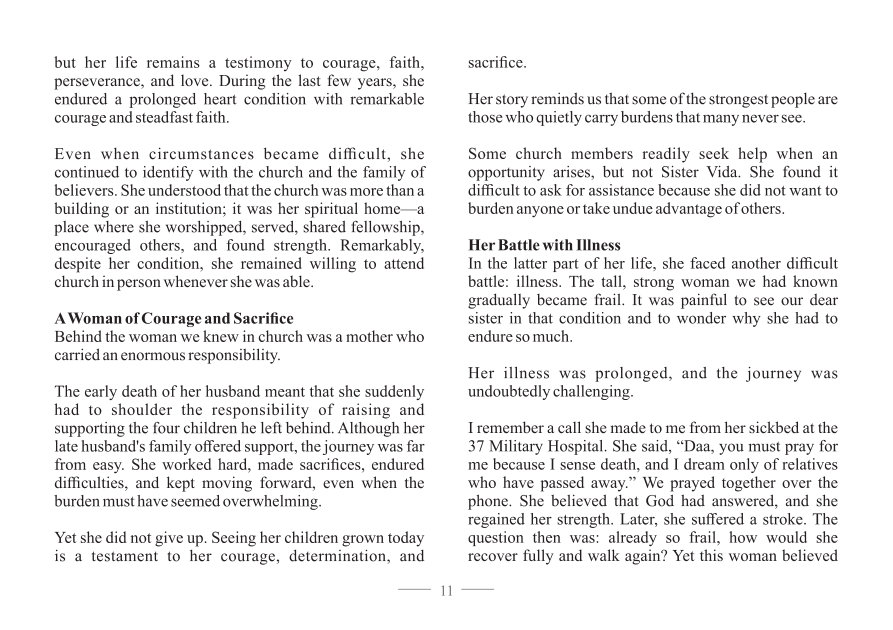 but her life remains a testimony to courage, faith,
perseverance, and love. During the last few years, she
endured a prolonged heart condition with remarkable
courage and steadfast faith.
Even when circumstances became difficult, she
continued to identify with the church and the family of
believers. She understood that the church was more than a
building or an institution; it was her spiritual home—a
place where she worshipped, served, shared fellowship,
encouraged others, and found strength. Remarkably,
despite her condition, she remained willing to attend
church in person whenever she was able.
A Woman of Courage and Sacrifice
Behind the woman we knew in church was a mother who
carried an enormous responsibility.
The early death of her husband meant that she suddenly
had to shoulder the responsibility of raising and
supporting the four children he left behind. Although her
late husband's family offered support, the journey was far
from easy. She worked hard, made sacrifices, endured
difficulties, and kept moving forward, even when the
burden must have seemed overwhelming.
Yet she did not give up. Seeing her children grown today
is a testament to her courage, determination, and
sacrifice.
Her story reminds us that some of the strongest people are
those who quietly carry burdens that many never see.
Some church members readily seek help when an
opportunity arises, but not Sister Vida. She found it
difficult to ask for assistance because she did not want to
burden anyone or take undue advantage of others.
Her Battle with Illness
In the latter part of her life, she faced another difficult
battle: illness. The tall, strong woman we had known
gradually became frail. It was painful to see our dear
sister in that condition and to wonder why she had to
endure so much.
Her illness was prolonged, and the journey was
undoubtedly challenging.
I remember a call she made to me from her sickbed at the
37 Military Hospital. She said, “Daa, you must pray for
me because I sense death, and I dream only of relatives
who have passed away.” We prayed together over the
phone. She believed that God had answered, and she
regained her strength. Later, she suffered a stroke. The
question then was: already so frail, how would she
recover fully and walk again? Yet this woman believed
11